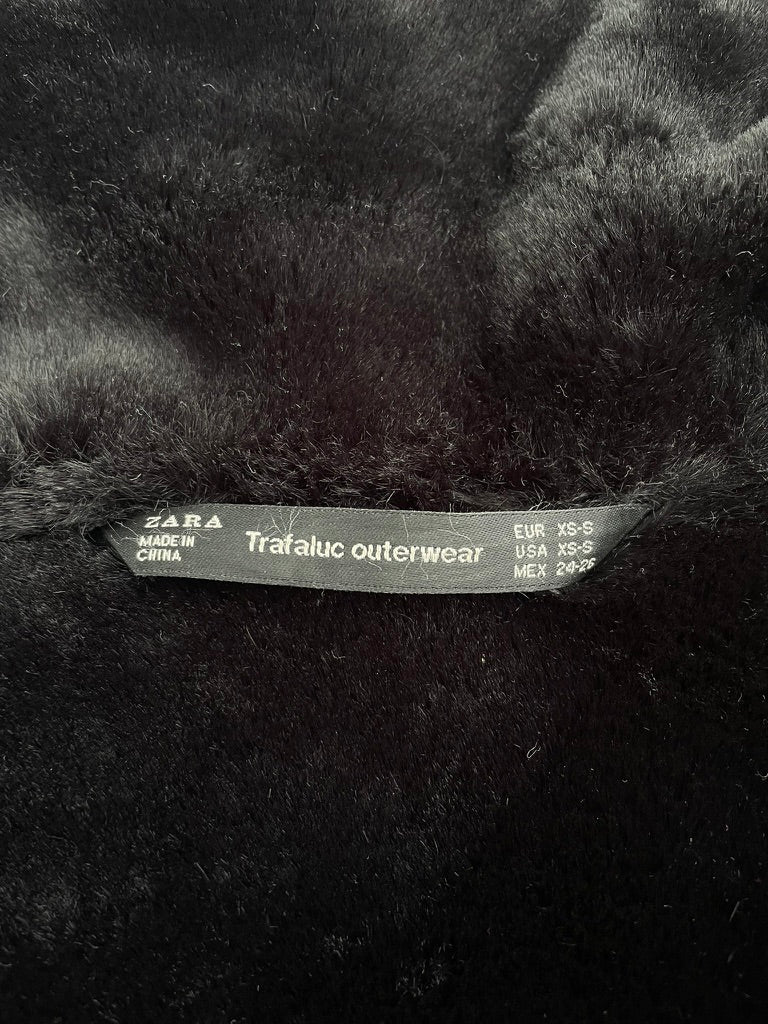 ZARA
MADE IN
CHINA
Trafaluc outerwear
EUR XS-S
USA XS-S
MEX 24-26